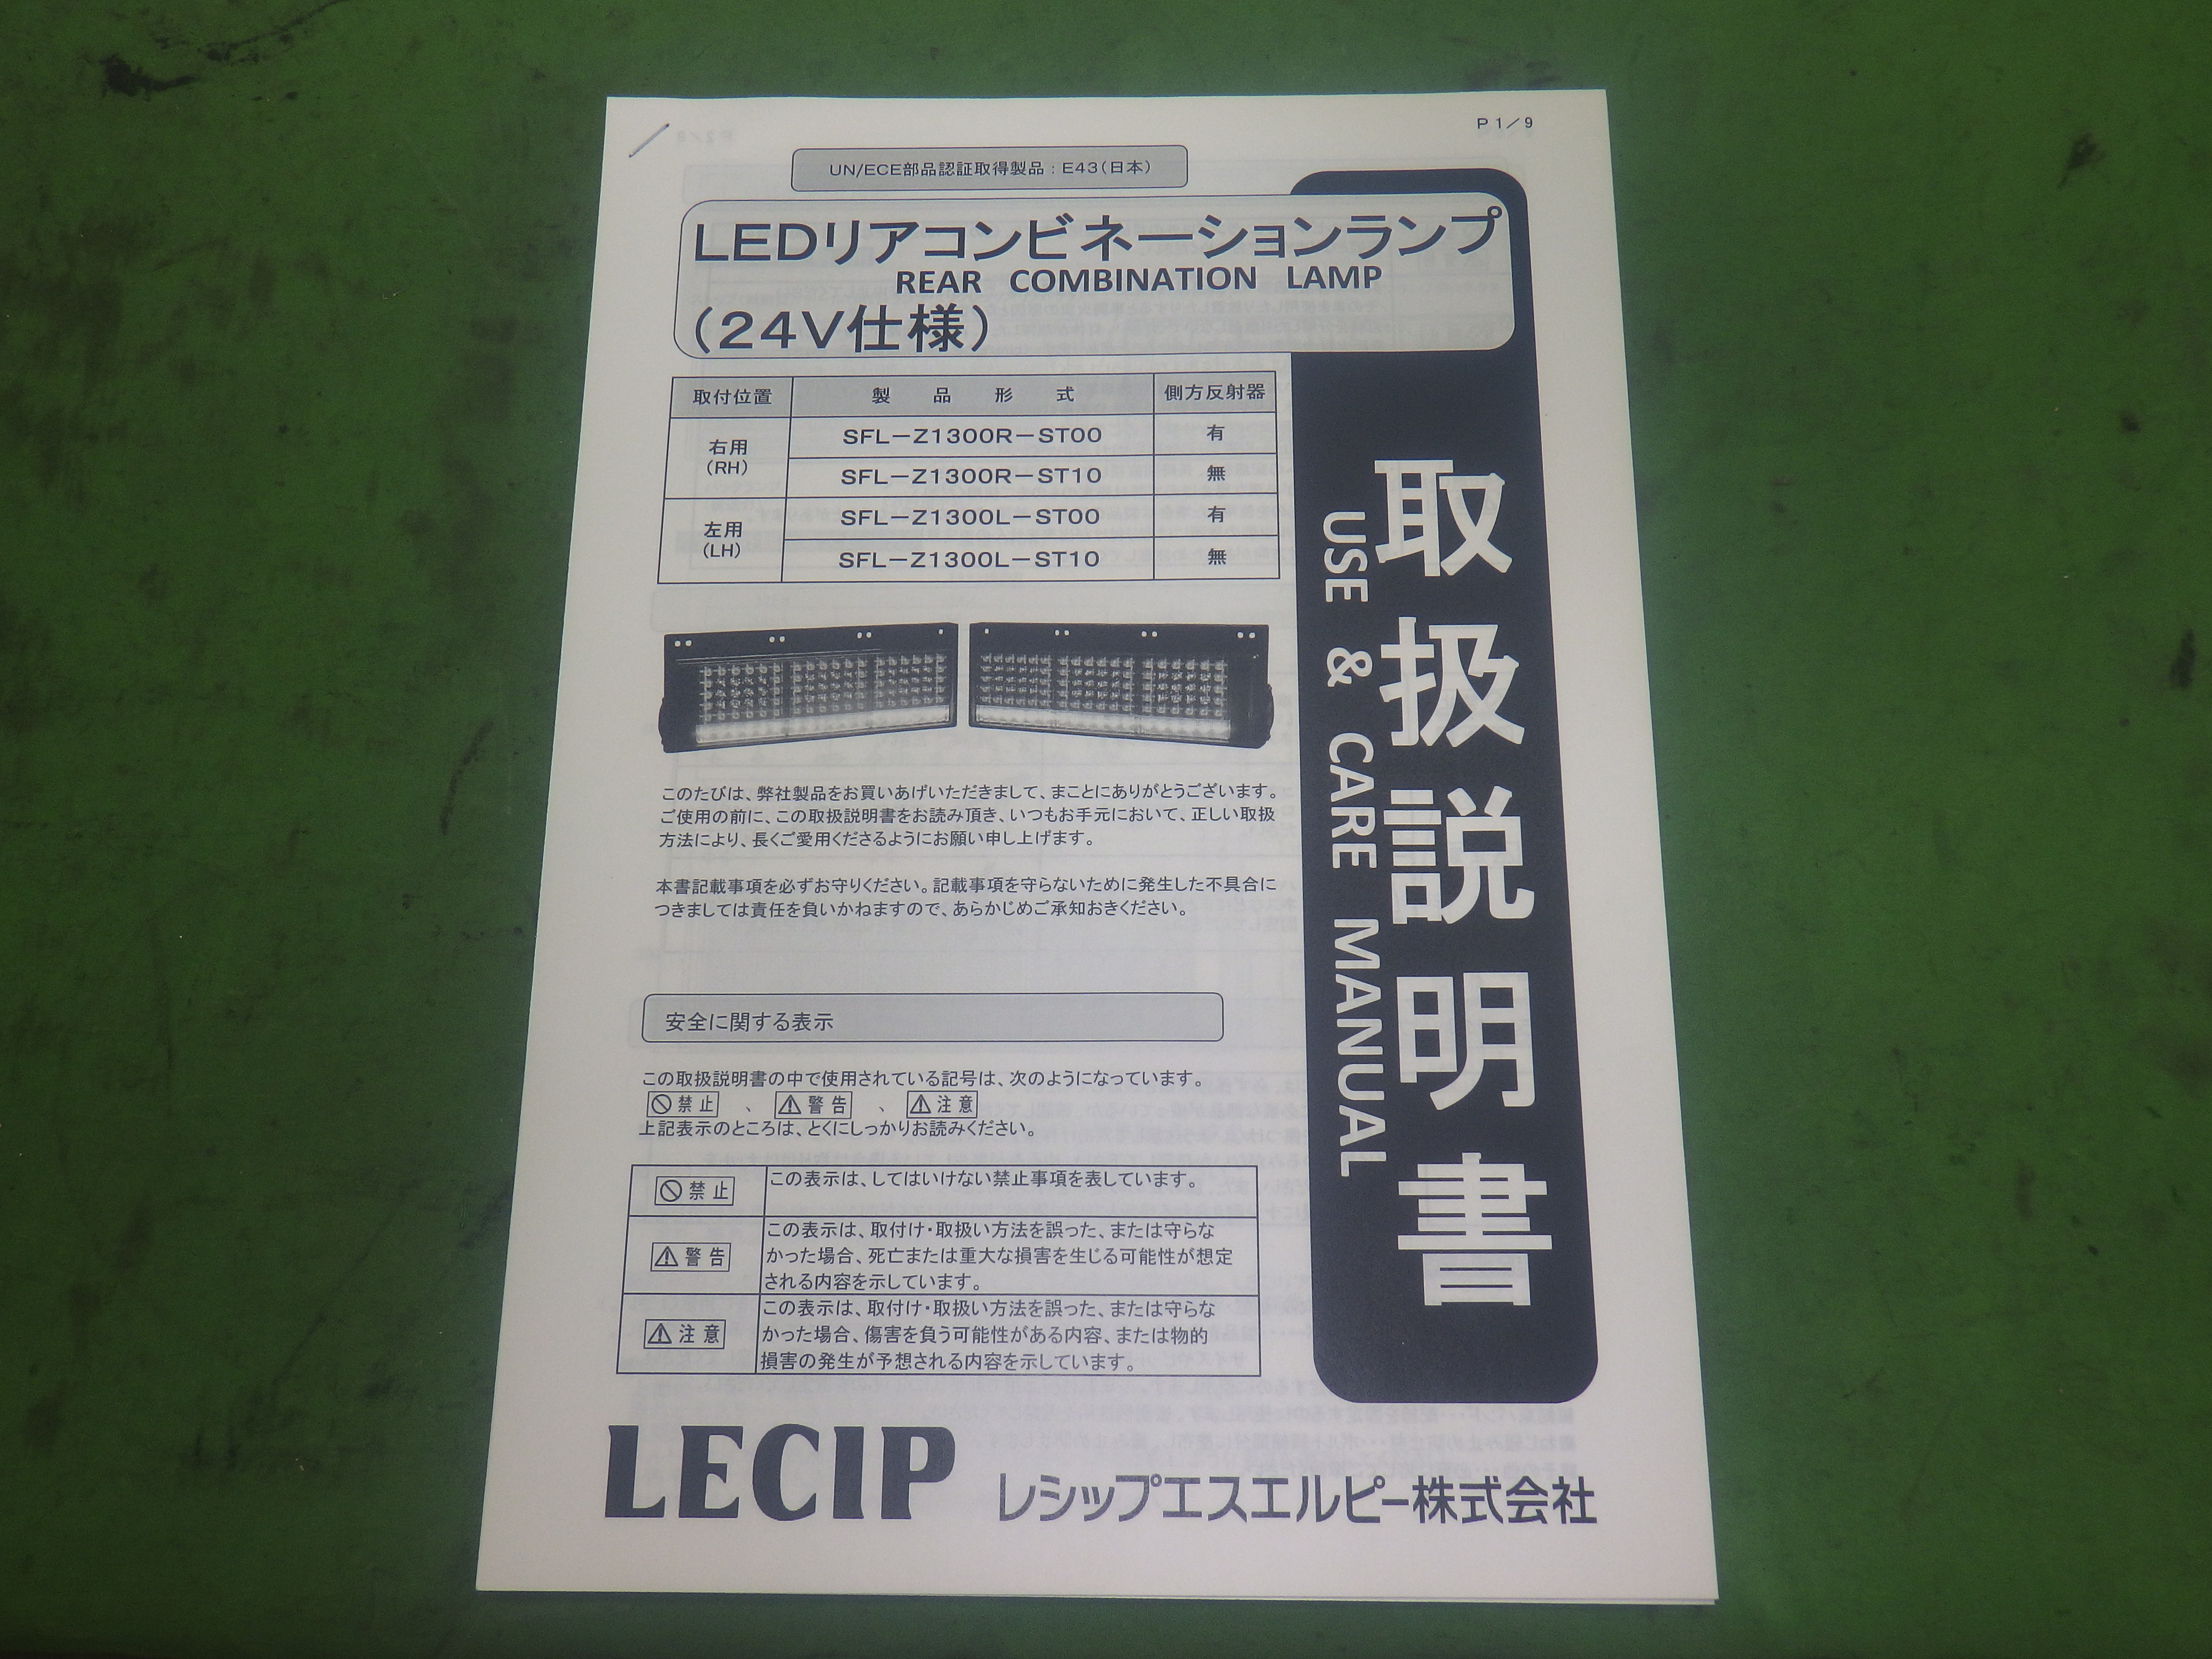 P 1／9
UN/ECE部品認証取得製品：E43(日本)
LEDリアコンビネーションランプ
REAR COMBINATION LAMP
(24V仕様)
取付位置 製品形式 側方反射器
右用
(RH)
SFL－Z1300R－ST00 有
SFL－Z1300R－ST10 無
左用
(LH)
SFL－Z1300L－ST00 有
SFL－Z1300L－ST10 無
取扱説明書
USE & CARE MANUAL
このたびは、弊社製品をお買いあげいただきまして、まことにありがとうございます。
ご使用の前に、この取扱説明書をお読み頂き、いつもお手元において、正しい取扱
方法により、長くご愛用くださるようにお願い申し上げます。
本書記載事項を必ずお守りください。記載事項を守らないために発生した不具合に
つきましては責任を負いかねますので、あらかじめご承知おきください。
安全に関する表示
この取扱説明書の中で使用されている記号は、次のようになっています。
禁止 、 警告 、 注意
上記表示のところは、とくにしっかりお読みください。
禁止
この表示は、してはいけない禁止事項を表しています。
警告
この表示は、取付け・取扱い方法を誤った、または守らな
かった場合、死亡または重大な損害を生じる可能性が想定
される内容を示しています。
注意
この表示は、取付け・取扱い方法を誤った、または守らな
かった場合、傷害を負う可能性がある内容、または物的
損害の発生が予想される内容を示しています。
LECIP レシップエスエルピー株式会社